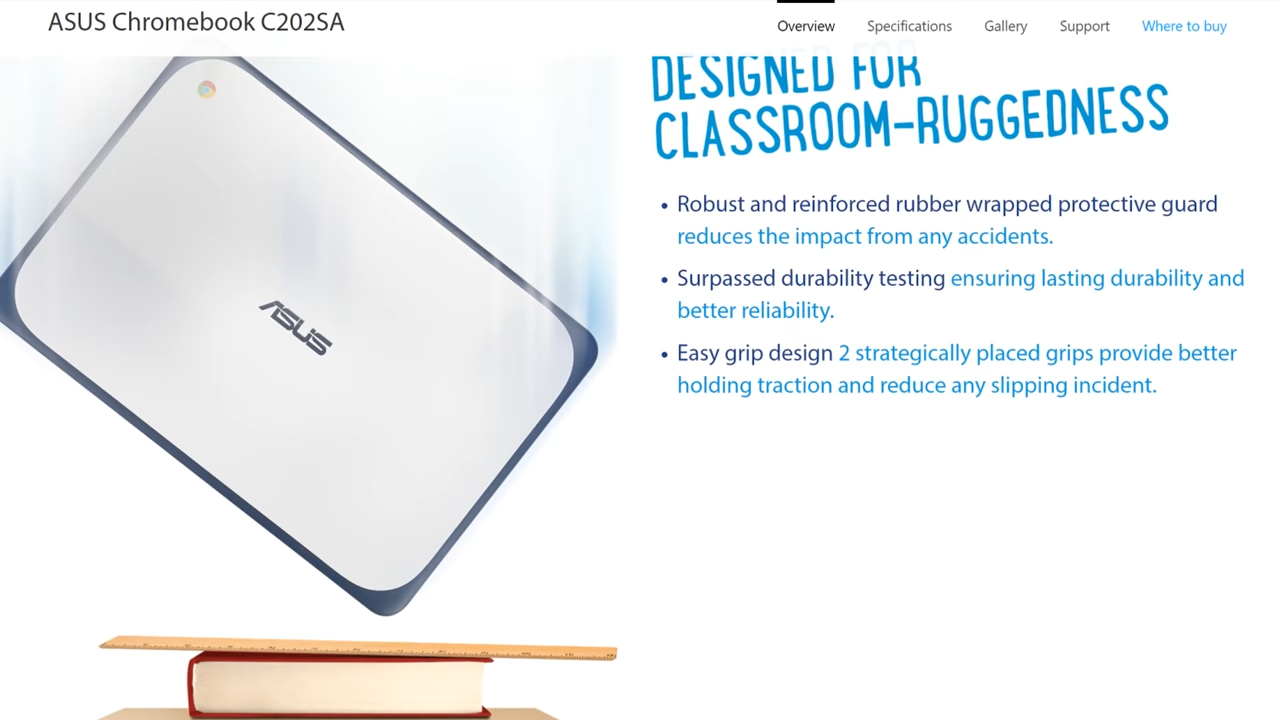 ASUS Chromebook C202SA
Overview
Specifications
Gallery
Support
Where to buy
DESIGNED FOR
CLASSROOM-RUGGEDNESS
• Robust and reinforced rubber wrapped protective guard
reduces the impact from any accidents.
• Surpassed durability testing ensuring lasting durability and
better reliability.
• Easy grip design 2 strategically placed grips provide better
holding traction and reduce any slipping incident.
ASUS